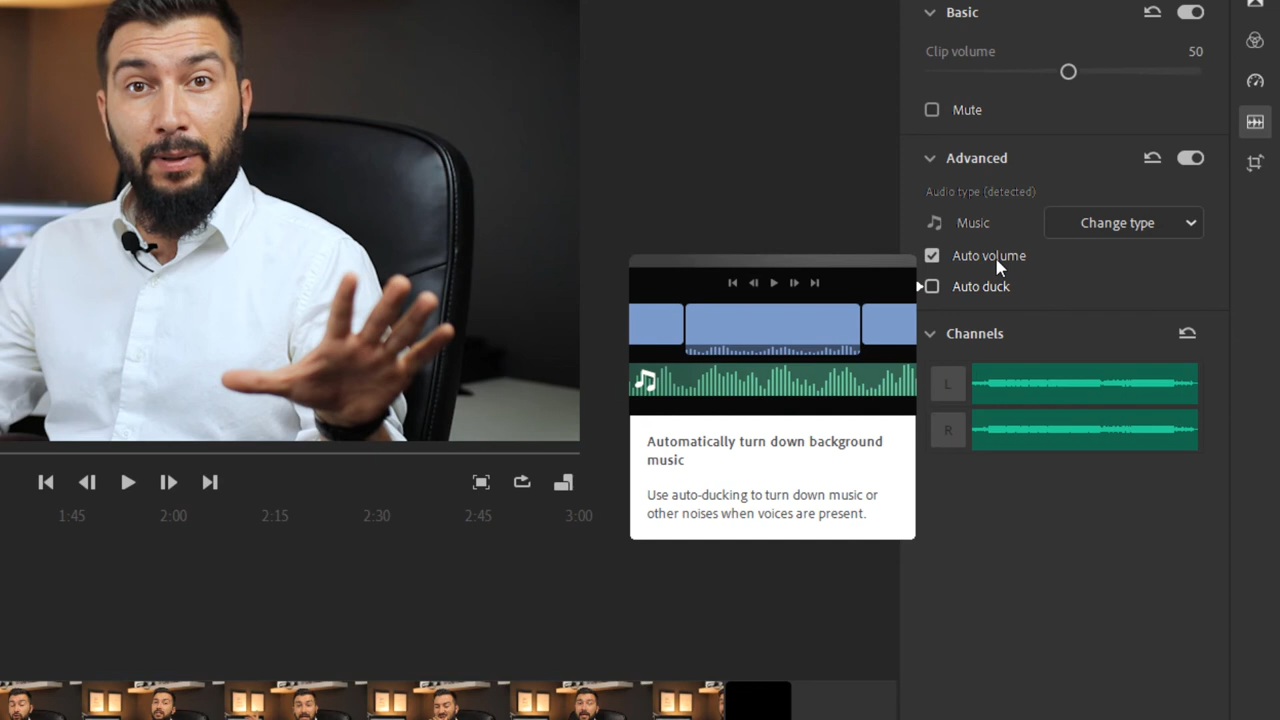 Basic
Clip volume 50
Mute
Advanced
Audio type (detected)
Music Change type
Auto volume
Auto duck
Channels
L
R
Automatically turn down background
music
Use auto-ducking to turn down music or
other noises when voices are present.
1:45 2:00 2:15 2:30 2:45 3:00